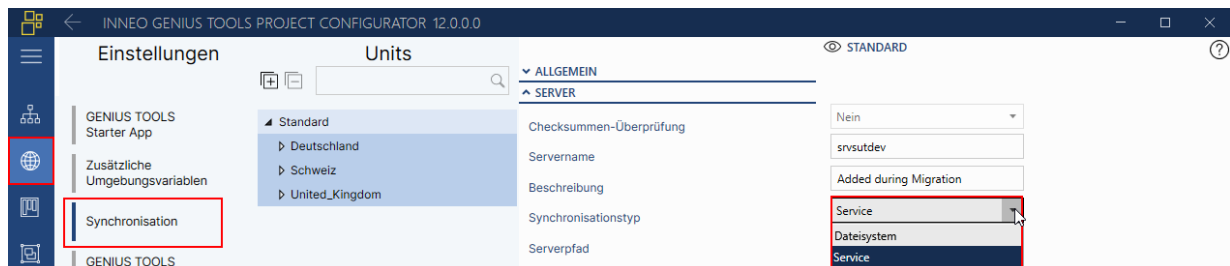 INNEO GENIUS TOOLS PROJECT CONFIGURATOR 12.0.0.0
Einstellungen
GENIUS TOOLS
Starter App
Zusätzliche
Umgebungsvariablen
Synchronisation
GENIUS TOOLS
Units
Standard
Deutschland
Schweiz
United_Kingdom
STANDARD
ALLGEMEIN
SERVER
Checksummen-Überprüfung
Nein
Servername
srvsutdev
Beschreibung
Added during Migration
Synchronisationstyp
Service
Dateisystem
Service
Serverpfad